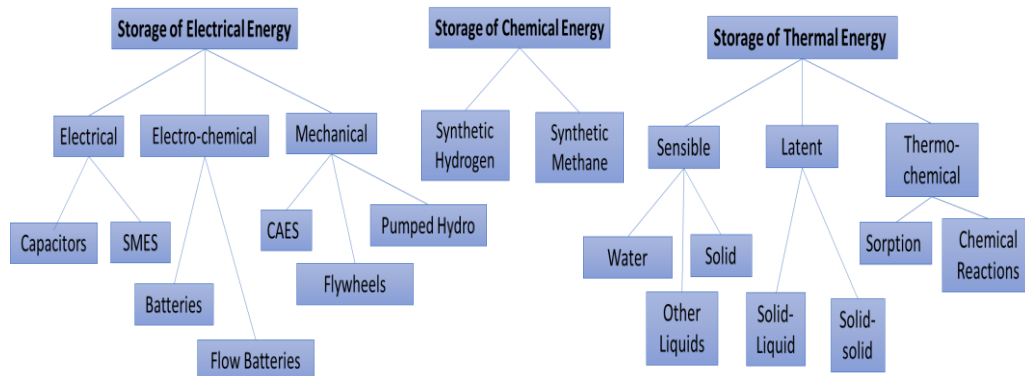 Storage of Electrical Energy
Storage of Chemical Energy
Storage of Thermal Energy
Electrical
Electro-chemical
Mechanical
Synthetic
Hydrogen
Synthetic
Methane
Sensible
Latent
Thermo-
chemical
Capacitors
SMES
CAES
Pumped Hydro
Batteries
Flywheels
Flow Batteries
Water
Solid
Sorption
Chemical
Reactions
Other
Liquids
Solid-
Liquid
Solid-
solid